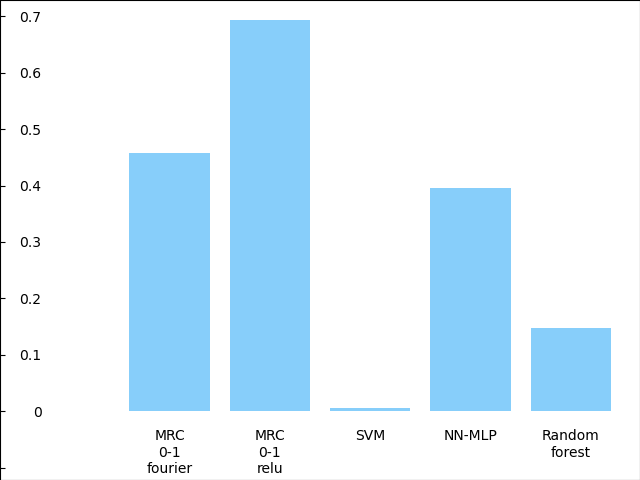 0.7
0.6
0.5
0.4
0.3
0.2
0.1
0
MRC
0-1
fourier
MRC
0-1
relu
SVM
NN-MLP
Random
forest